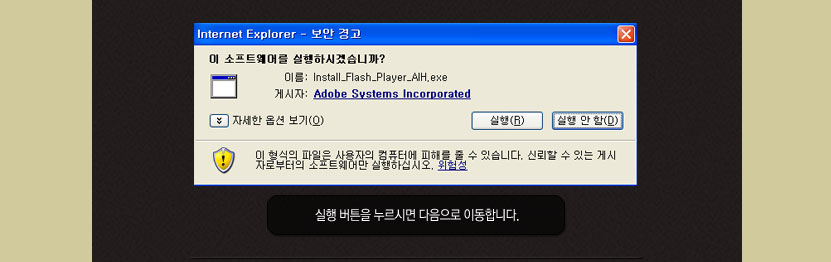 Internet Explorer - 보안 경고
이 소프트웨어를 실행하시겠습니까?
이름: Install_Flash_Player_AIH.exe
게시자: Adobe Systems Incorporated
자세한 옵션 보기(O) 실행(R) 실행 안 함(D)
이 형식의 파일은 사용자의 컴퓨터에 피해를 줄 수 있습니다. 신뢰할 수 있는 게시
자로부터의 소프트웨어만 실행하십시오. 위험성
실행 버튼을 누르시면 다음으로 이동합니다.